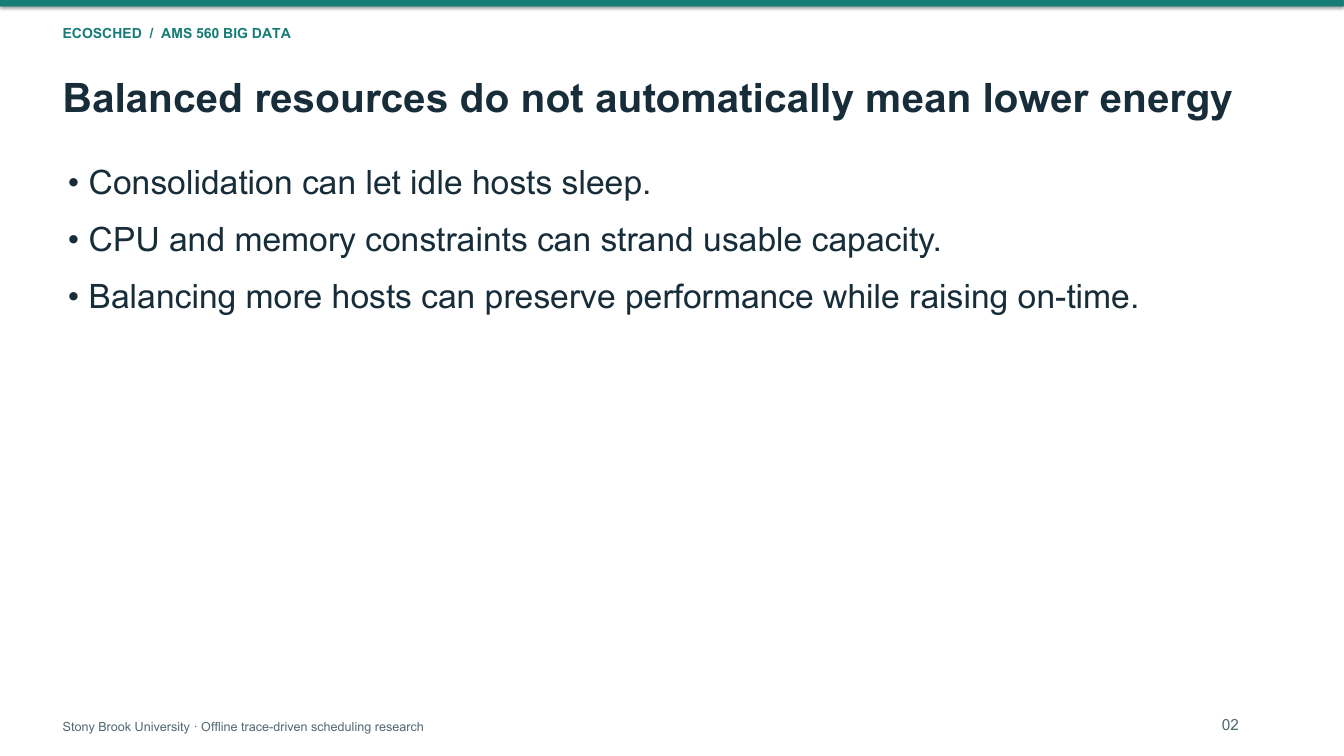 ECOSCHED / AMS 560 BIG DATA
Balanced resources do not automatically mean lower energy
• Consolidation can let idle hosts sleep.
• CPU and memory constraints can strand usable capacity.
• Balancing more hosts can preserve performance while raising on-time.
Stony Brook University · Offline trace-driven scheduling research
02